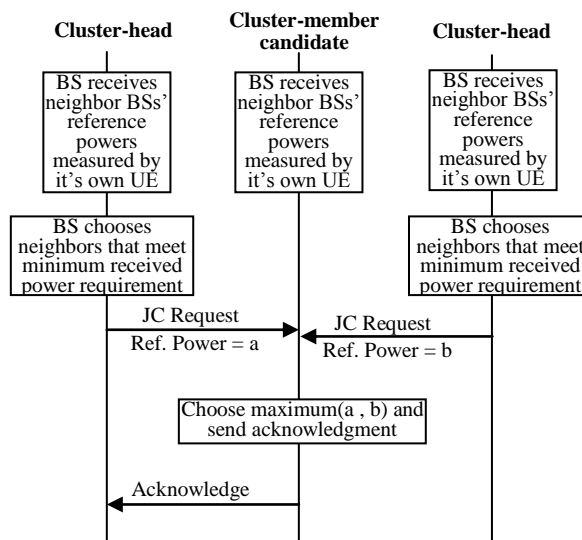 Cluster-head
Cluster-member
candidate
Cluster-head
BS receives
neighbor BSs'
reference
powers
measured by
it's own UE
BS receives
neighbor BSs'
reference
powers
measured by
it's own UE
BS receives
neighbor BSs'
reference
powers
measured by
it's own UE
BS chooses
neighbors that meet
minimum received
power requirement
BS chooses
neighbors that meet
minimum received
power requirement
JC Request
Ref. Power = a
JC Request
Ref. Power = b
Choose maximum(a , b) and
send acknowledgment
Acknowledge